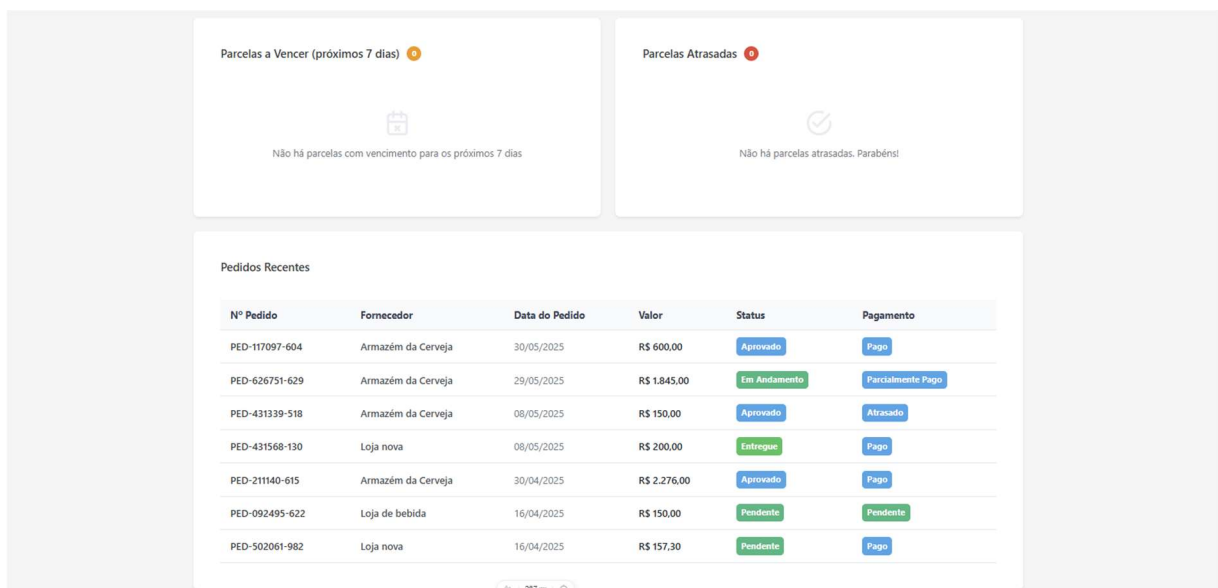 Parcelas a Vencer (próximos 7 dias) 0
Não há parcelas com vencimento para os próximos 7 dias
Parcelas Atrasadas 0
Não há parcelas atrasadas. Parabéns!
Pedidos Recentes
Nº Pedido Fornecedor Data do Pedido Valor Status Pagamento
PED-117097-604 Armazém da Cerveja 30/05/2025 R$ 600,00 Aprovado Pago
PED-626751-629 Armazém da Cerveja 29/05/2025 R$ 1.845,00 Em Andamento Parcialmente Pago
PED-431339-518 Armazém da Cerveja 08/05/2025 R$ 150,00 Aprovado Atrasado
PED-431568-130 Loja nova 08/05/2025 R$ 200,00 Entregue Pago
PED-211140-615 Armazém da Cerveja 30/04/2025 R$ 2.276,00 Aprovado Pago
PED-092495-622 Loja de bebida 16/04/2025 R$ 150,00 Pendente Pendente
PED-502061-982 Loja nova 16/04/2025 R$ 157,30 Pendente Pago